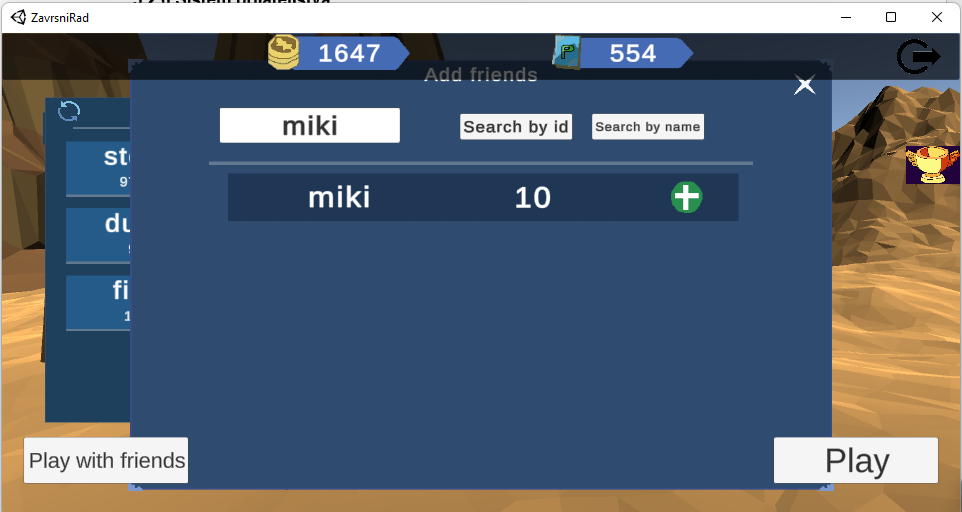 ZavrsniRad
1647
554
P
Add friends
miki
Search by id
Search by name
miki
10
Play with friends
Play